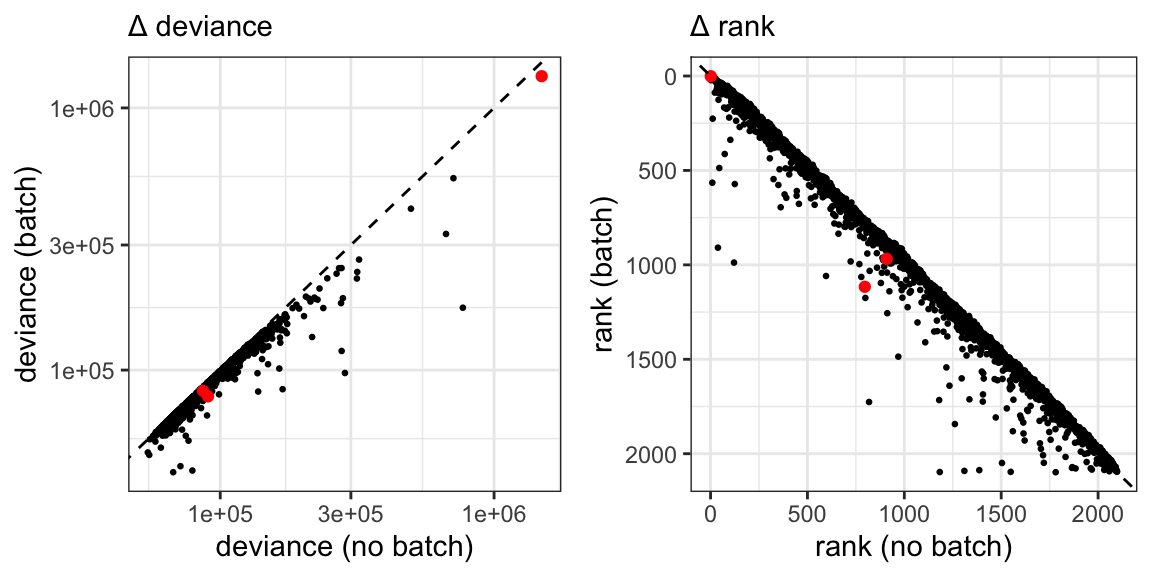 Δ deviance
deviance (batch)
1e+06
3e+05
1e+05
1e+05 3e+05 1e+06
deviance (no batch)
Δ rank
rank (batch)
0
500
1000
1500
2000
0 500 1000 1500 2000
rank (no batch)